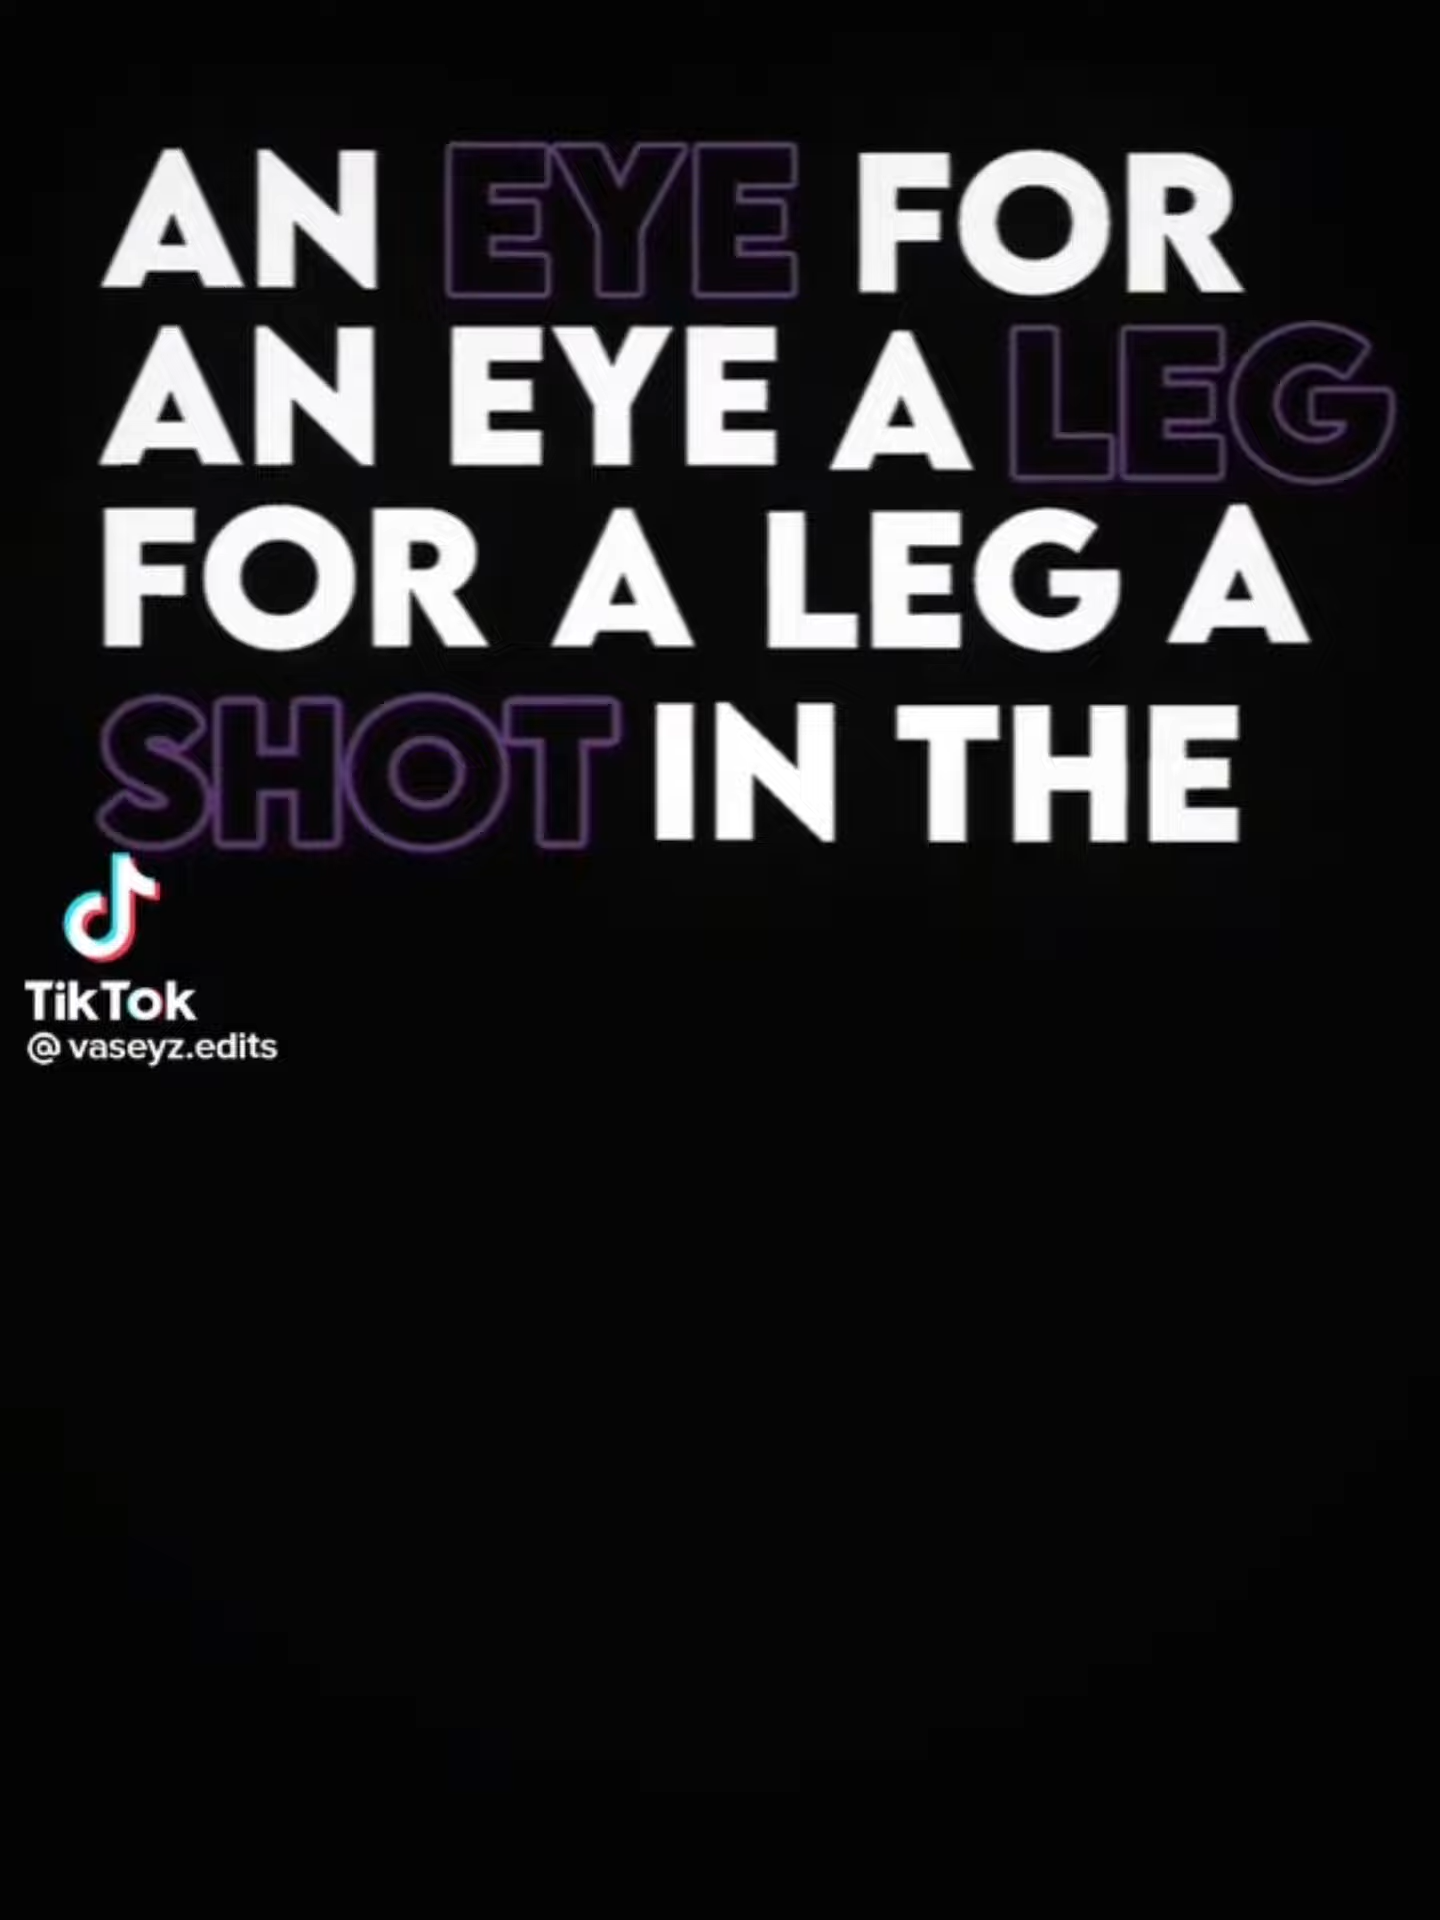 AN EYE FOR
AN EYE A LEG
FOR A LEG A
SHOT IN THE
TikTok
@vaseyz.edits